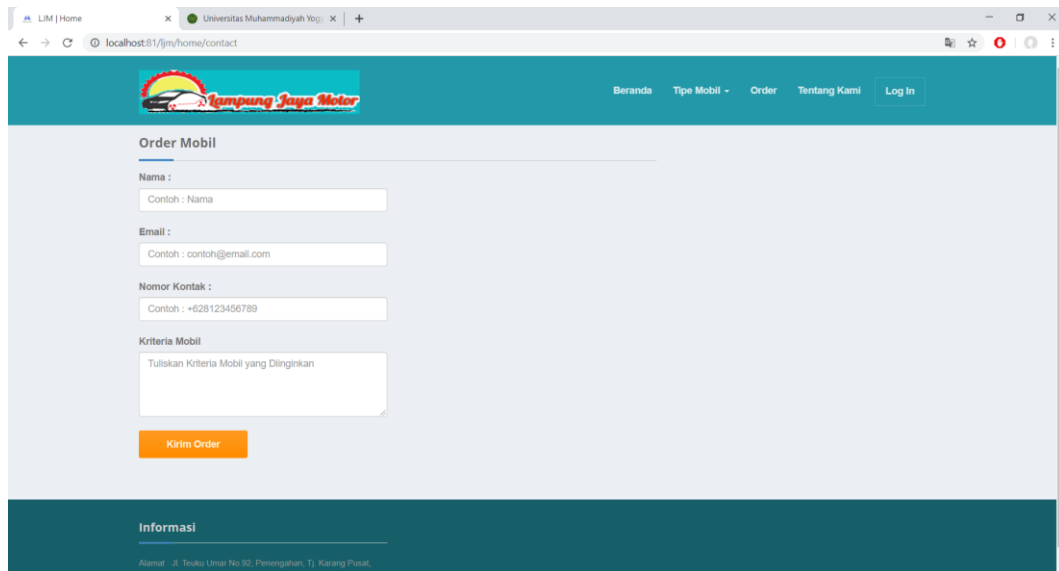 LJM | Home
Universitas Muhammadiyah Yog
localhost:81/ljm/home/contact
Lampung Jaya Motor
Beranda
Tipe Mobil
Order
Tentang Kami
Log In
Order Mobil
Nama :
Contoh : Nama
Email :
Contoh : contoh@email.com
Nomor Kontak :
Contoh : +628123456789
Kriteria Mobil
Tuliskan Kriteria Mobil yang Diinginkan
Kirim Order
Informasi
Alamat : Jl. Teuku Umar No.92, Penengahan, Tj. Karang Pusat,